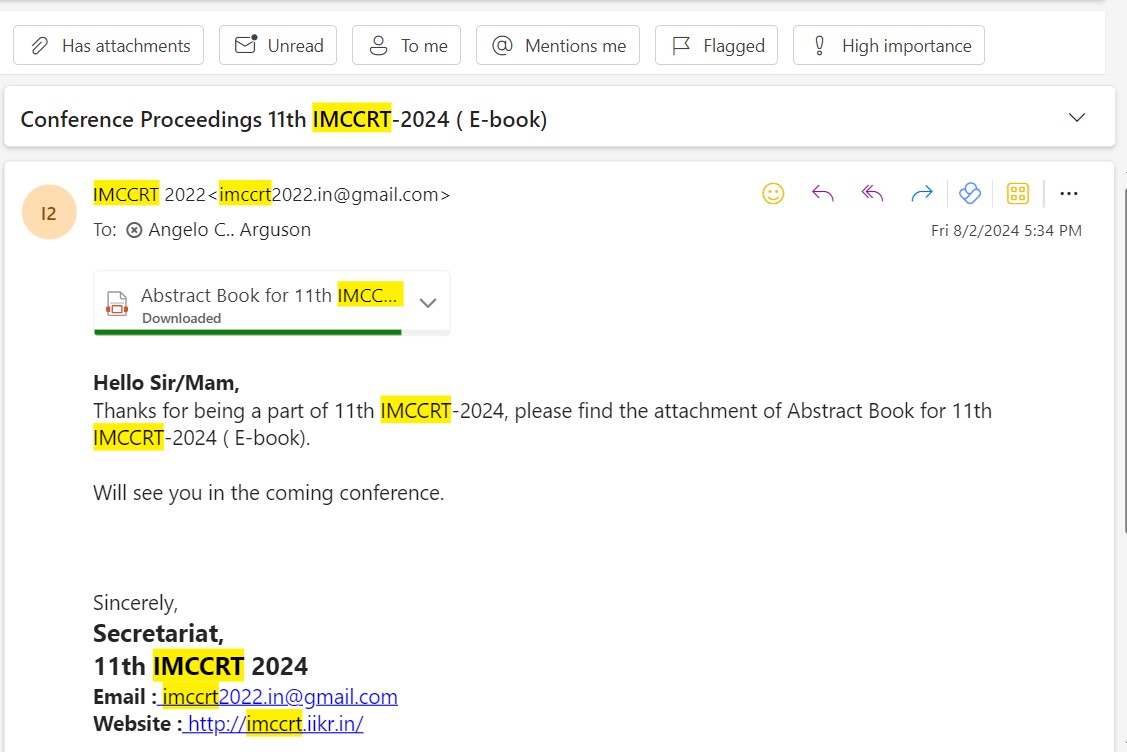 Has attachments
Unread
To me
Mentions me
Flagged
High importance
Conference Proceedings 11th IMCCRT-2024 ( E-book)
I2
IMCCRT 2022<imccrt2022.in@gmail.com>
To: Angelo C.. Arguson
Fri 8/2/2024 5:34 PM
Abstract Book for 11th IMCC...
Downloaded
Hello Sir/Mam,
Thanks for being a part of 11th IMCCRT-2024, please find the attachment of Abstract Book for 11th
IMCCRT-2024 ( E-book).
Will see you in the coming conference.
Sincerely,
Secretariat,
11th IMCCRT 2024
Email : imccrt2022.in@gmail.com
Website : http://imccrt.iikr.in/